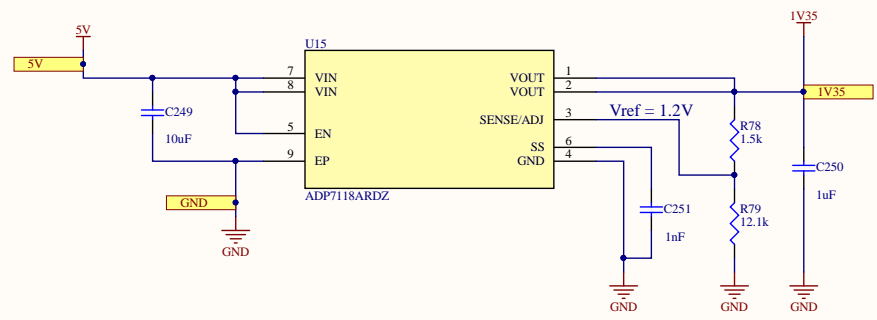 5V
1V35
U15
5V
7 VIN VOUT 1
8 VIN VOUT 2
1V35
C249
10uF
3 SENSE/ADJ
Vref = 1.2V
R78
1.5k
5 EN
SS 6
9 EP GND 4
C250
1uF
ADP7118ARDZ
GND
C251
1nF
R79
12.1k
GND
GND
GND
GND